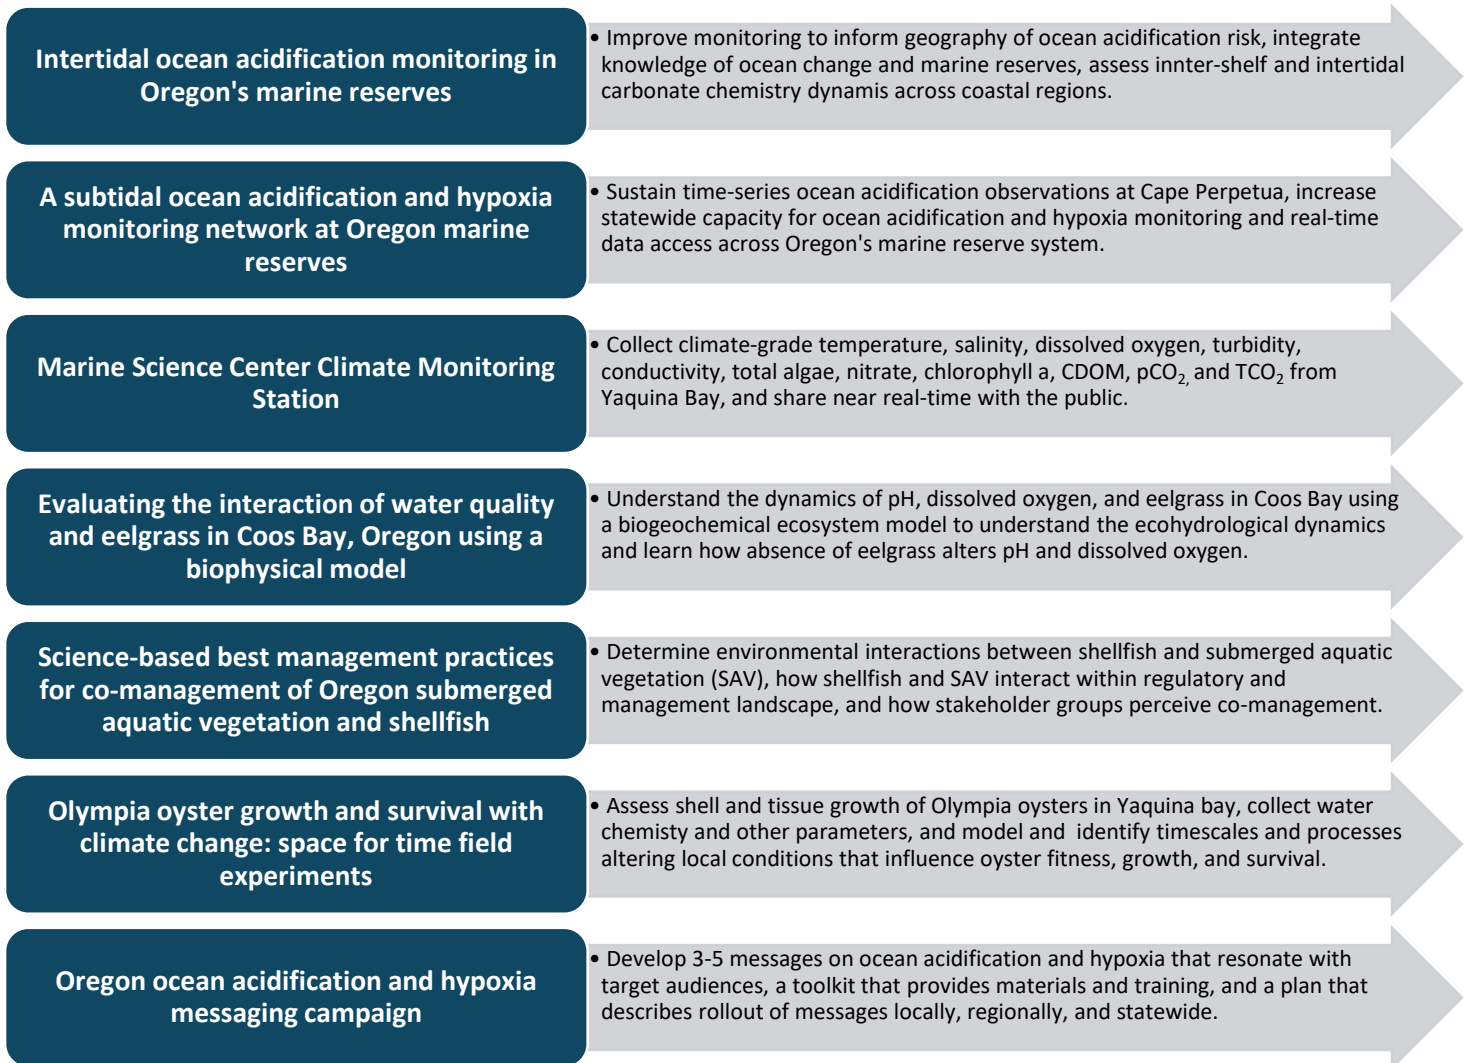 Intertidal ocean acidification monitoring in
Oregon's marine reserves
• Improve monitoring to inform geography of ocean acidification risk, integrate
knowledge of ocean change and marine reserves, assess innter-shelf and intertidal
carbonate chemistry dynamis across coastal regions.
A subtidal ocean acidification and hypoxia
monitoring network at Oregon marine
reserves
• Sustain time-series ocean acidification observations at Cape Perpetua, increase
statewide capacity for ocean acidification and hypoxia monitoring and real-time
data access across Oregon's marine reserve system.
Marine Science Center Climate Monitoring
Station
• Collect climate-grade temperature, salinity, dissolved oxygen, turbidity,
conductivity, total algae, nitrate, chlorophyll a, CDOM, pCO₂, and TCO₂ from
Yaquina Bay, and share near real-time with the public.
Evaluating the interaction of water quality
and eelgrass in Coos Bay, Oregon using a
biophysical model
• Understand the dynamics of pH, dissolved oxygen, and eelgrass in Coos Bay using
a biogeochemical ecosystem model to understand the ecohydrological dynamics
and learn how absence of eelgrass alters pH and dissolved oxygen.
Science-based best management practices
for co-management of Oregon submerged
aquatic vegetation and shellfish
• Determine environmental interactions between shellfish and submerged aquatic
vegetation (SAV), how shellfish and SAV interact within regulatory and
management landscape, and how stakeholder groups perceive co-management.
Olympia oyster growth and survival with
climate change: space for time field
experiments
• Assess shell and tissue growth of Olympia oysters in Yaquina bay, collect water
chemisty and other parameters, and model and  identify timescales and processes
altering local conditions that influence oyster fitness, growth, and survival.
Oregon ocean acidification and hypoxia
messaging campaign
• Develop 3-5 messages on ocean acidification and hypoxia that resonate with
target audiences, a toolkit that provides materials and training, and a plan that
describes rollout of messages locally, regionally, and statewide.